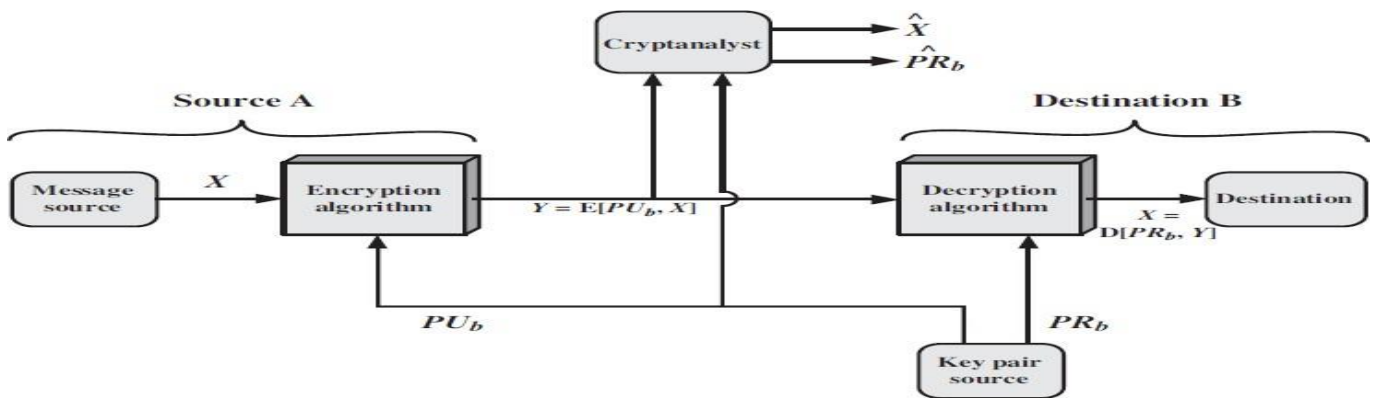 Cryptanalyst
X̂
P̂R_b
Source A
Destination B
Message
source
X
Encryption
algorithm
Y = E[PU_b, X]
Decryption
algorithm
X =
D[PR_b, Y]
Destination
PU_b
PR_b
Key pair
source